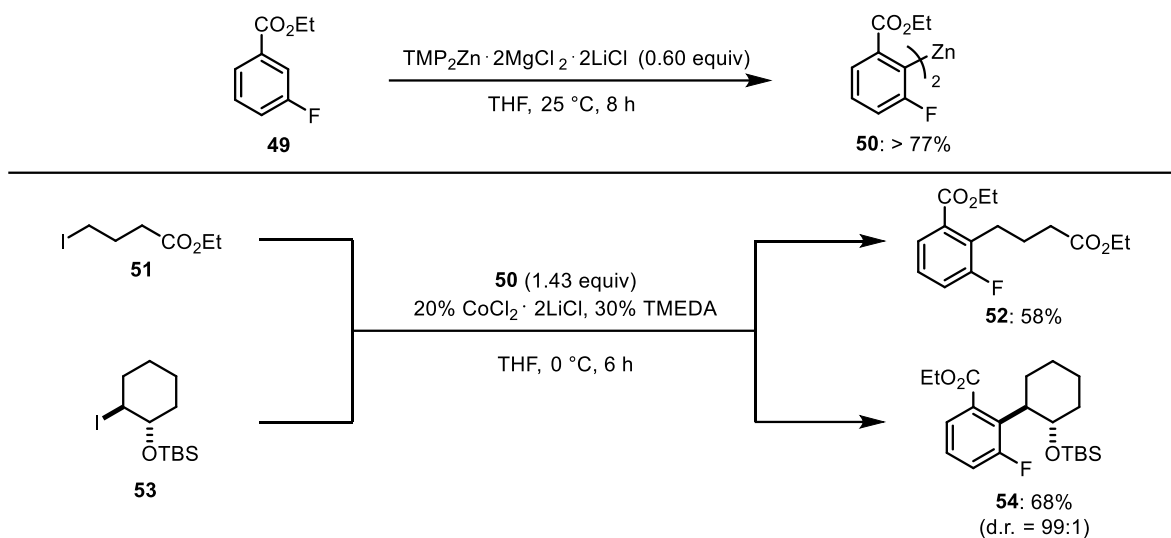 CO₂Et
F
49
TMP₂Zn·2MgCl₂·2LiCl (0.60 equiv)
THF, 25 °C, 8 h
CO₂Et
Zn
)₂
F
50: > 77%
I
CO₂Et
51
I
OTBS
53
50 (1.43 equiv)
20% CoCl₂· 2LiCl, 30% TMEDA
THF, 0 °C, 6 h
CO₂Et
CO₂Et
F
52: 58%
EtO₂C
OTBS
F
54: 68%
(d.r. = 99:1)